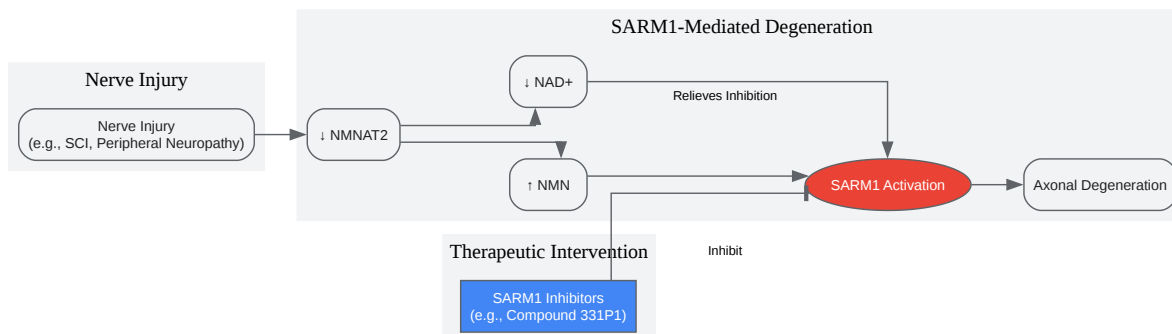 SARM1-Mediated Degeneration
Nerve Injury
↓ NAD+
Relieves Inhibition
Nerve Injury
(e.g., SCI, Peripheral Neuropathy)
↓ NMNAT2
↑ NMN
SARM1 Activation
Axonal Degeneration
Therapeutic Intervention
Inhibit
SARM1 Inhibitors
(e.g., Compound 331P1)